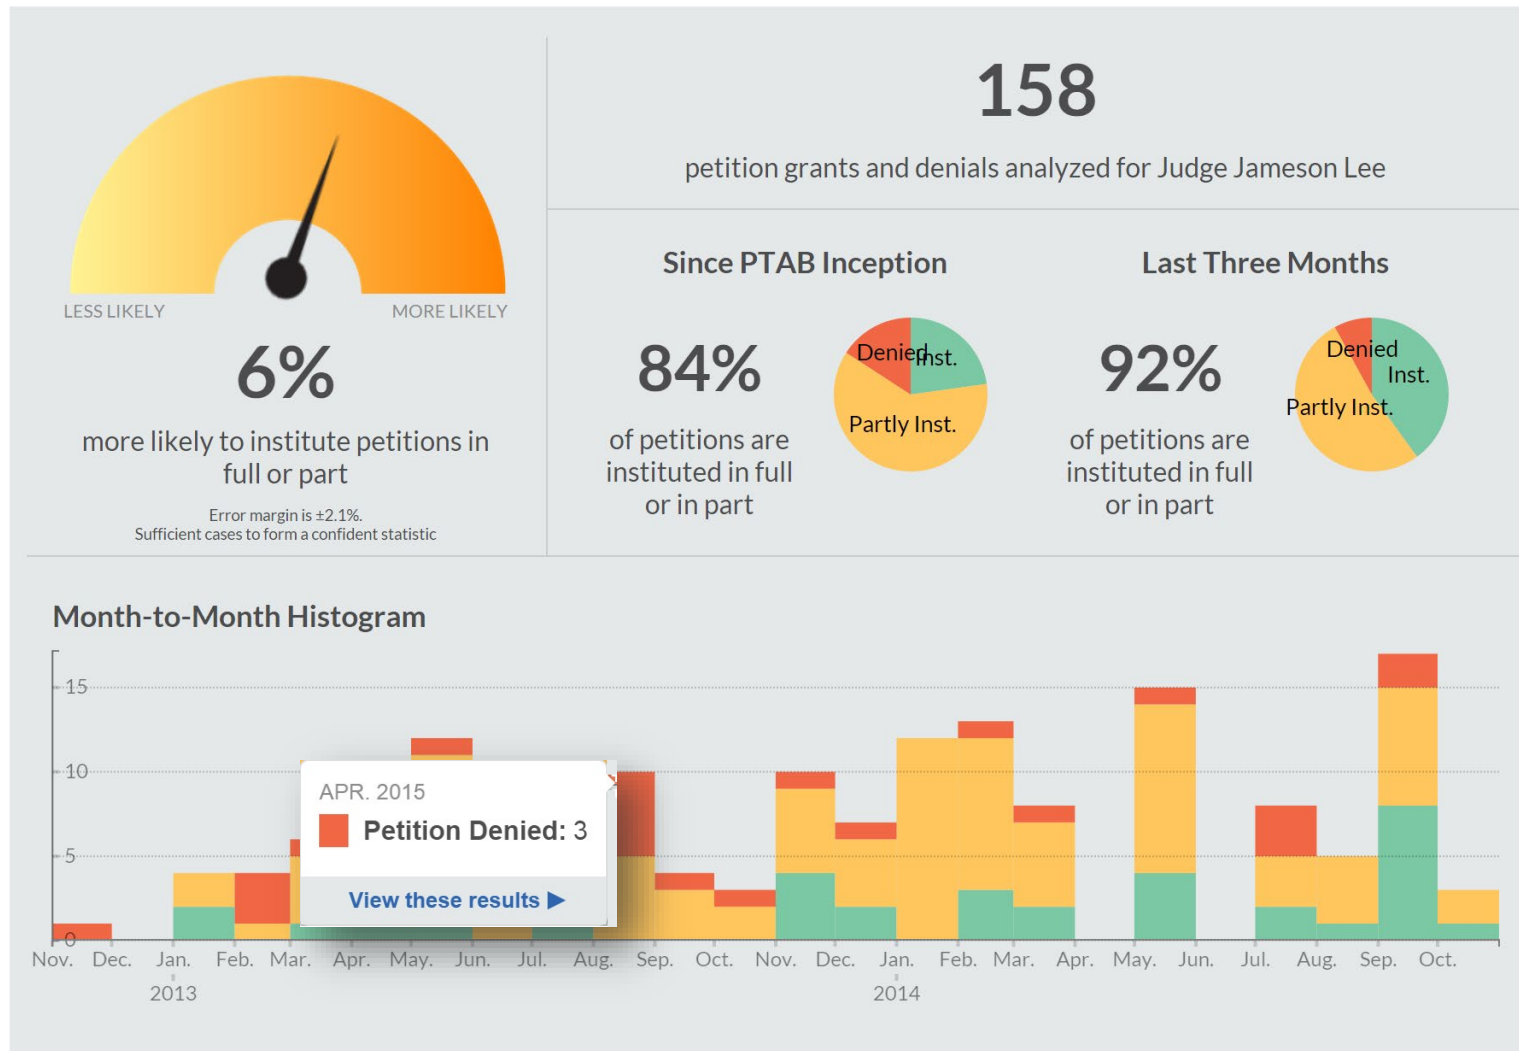 158
petition grants and denials analyzed for Judge Jameson Lee
LESS LIKELY
MORE LIKELY
6%
more likely to institute petitions in
full or part
Error margin is ±2.1%.
Sufficient cases to form a confident statistic
Since PTAB Inception
84%
of petitions are
instituted in full
or in part
Denied
Inst.
Partly Inst.
Last Three Months
92%
of petitions are
instituted in full
or in part
Denied
Inst.
Partly Inst.
Month-to-Month Histogram
15
10
5
0
APR. 2015
Petition Denied: 3
View these results ▶
Nov. Dec. Jan. Feb. Mar. Apr. May. Jun. Jul. Aug. Sep. Oct. Nov. Dec. Jan. Feb. Mar. Apr. May. Jun. Jul. Aug. Sep. Oct.
2013 2014